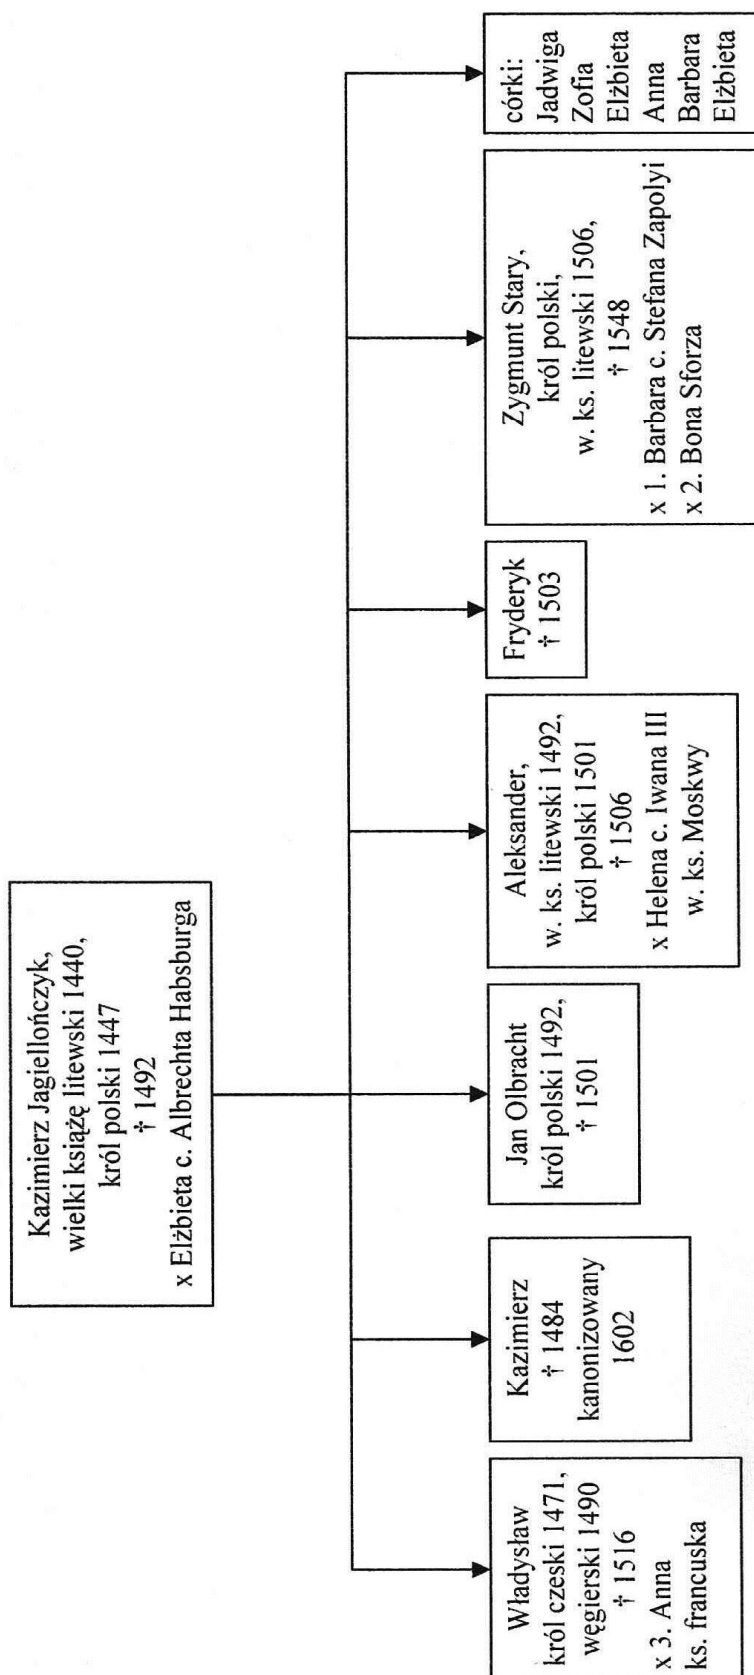 Kazimierz Jagiellończyk,
wielki książę litewski 1440,
król polski 1447
† 1492
x Elżbieta c. Albrechta Habsburga
Władysław
król czeski 1471,
węgierski 1490
† 1516
x 3. Anna
ks. francuska
Kazimierz
† 1484
kanonizowany
1602
Jan Olbracht
król polski 1492,
† 1501
Aleksander,
w. ks. litewski 1492,
król polski 1501
† 1506
x Helena c. Iwana III
w. ks. Moskwy
Fryderyk
† 1503
Zygmunt Stary,
król polski,
w. ks. litewski 1506,
† 1548
x 1. Barbara c. Stefana Zapolyi
x 2. Bona Sforza
córki:
Jadwiga
Zofia
Elżbieta
Anna
Barbara
Elżbieta